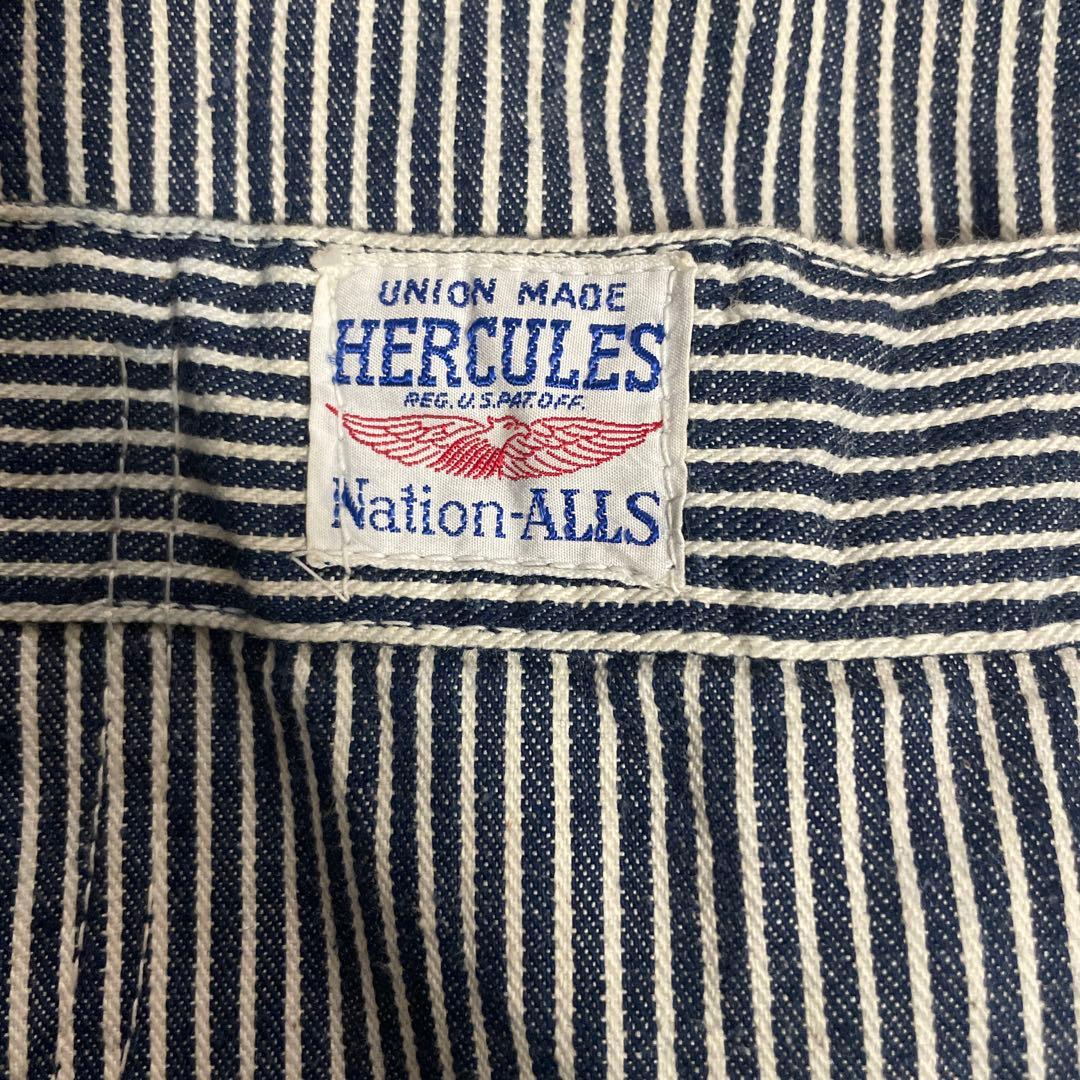 UNION MADE
HERCULES
REG. U.S. PAT. OFF.
Nation-ALLS